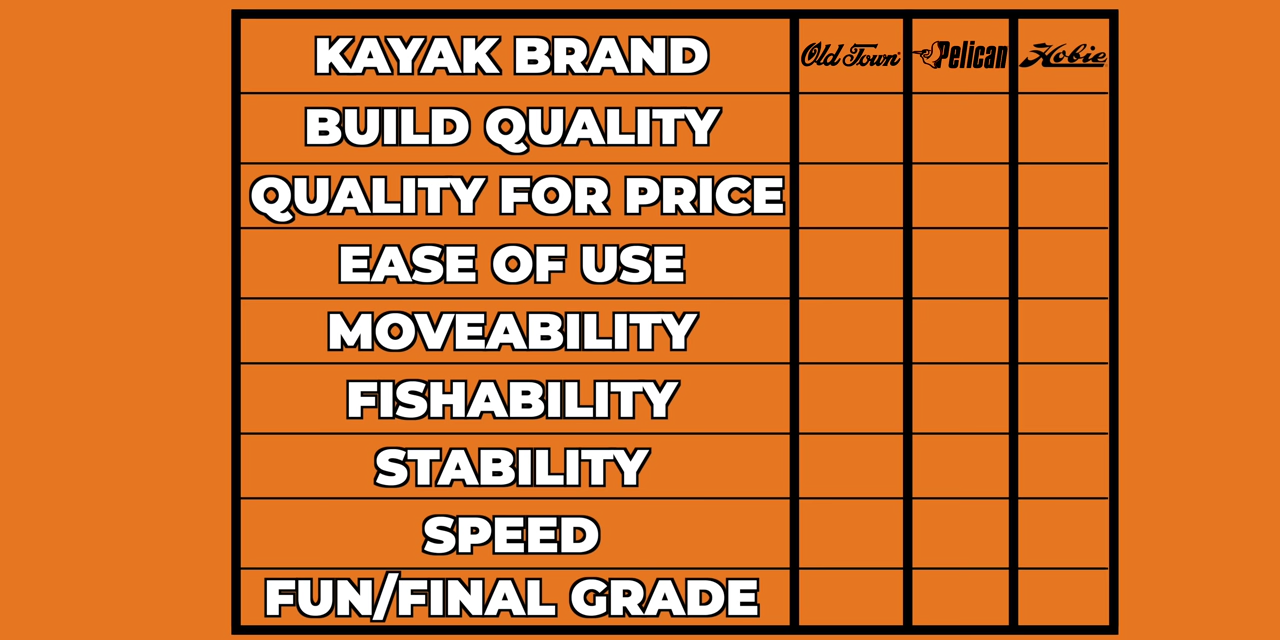 KAYAK BRAND Old Town Pelican Hobie
BUILD QUALITY
QUALITY FOR PRICE
EASE OF USE
MOVEABILITY
FISHABILITY
STABILITY
SPEED
FUN/FINAL GRADE